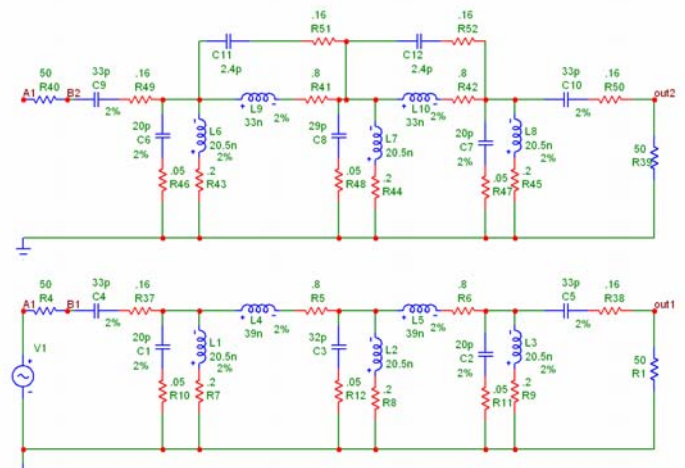 .16
R51
.16
R52
C11
2.4p
C12
2.4p
50
A1
R40
B2
33p
C9
2%
.16
R49
L9
33n
2%
.8
R41
L10
33n
2%
.8
R42
33p
C10
2%
.16
R50
out2
20p
C6
2%
L6
20.5n
2%
29p
C8
2%
L7
20.5n
2%
20p
C7
2%
L8
20.5n
2%
50
R39
.05
R46
.2
R43
.05
R48
.2
R44
.05
R47
.2
R45
50
A1
R4
B1
33p
C4
2%
.16
R37
L4
39n
2%
.8
R5
L5
39n
2%
.8
R6
33p
C5
2%
.16
R38
out1
V1
20p
C1
2%
L1
20.5n
2%
32p
C3
2%
L2
20.5n
2%
20p
C2
2%
L3
20.5n
2%
50
R1
.05
R10
.2
R7
.05
R12
.2
R8
.05
R11
.2
R9